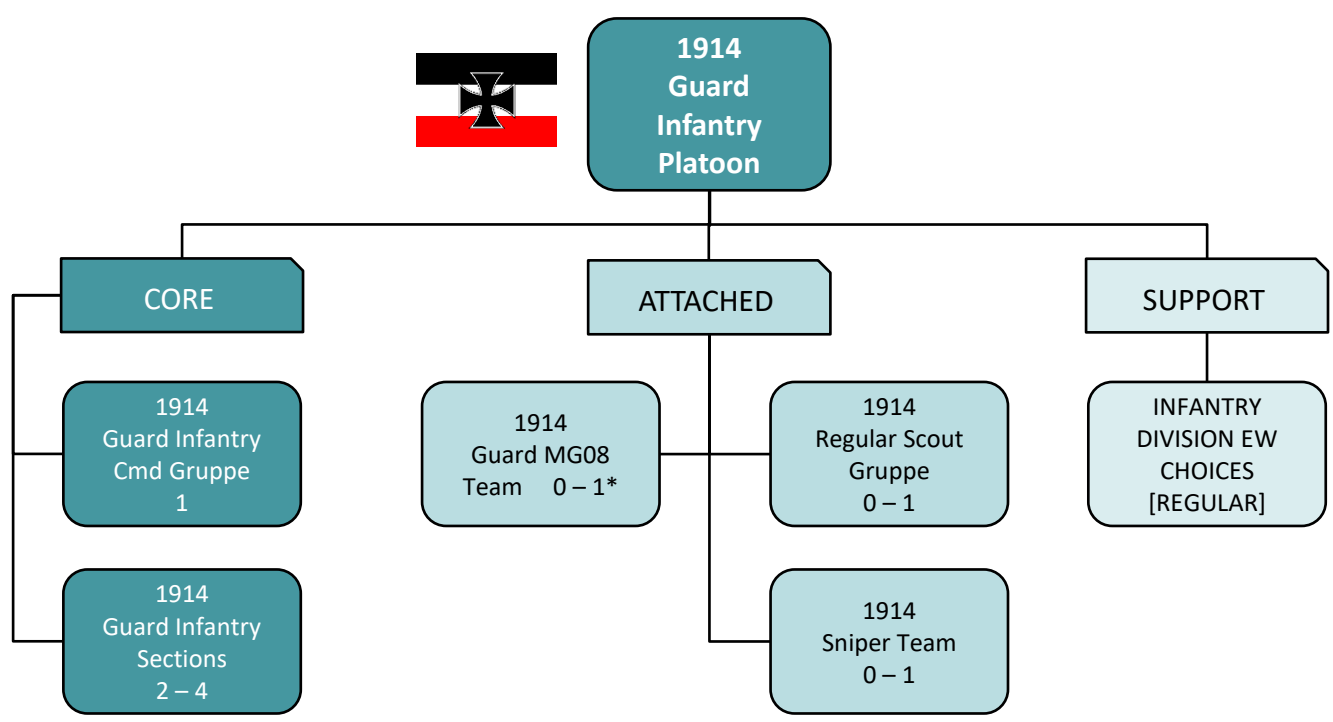 1914
Guard
Infantry
Platoon
CORE
ATTACHED
SUPPORT
1914
Guard Infantry
Cmd Gruppe
1
1914
Guard MG08
Team 0 – 1*
1914
Regular Scout
Gruppe
0 – 1
INFANTRY
DIVISION EW
CHOICES
[REGULAR]
1914
Guard Infantry
Sections
2 – 4
1914
Sniper Team
0 – 1